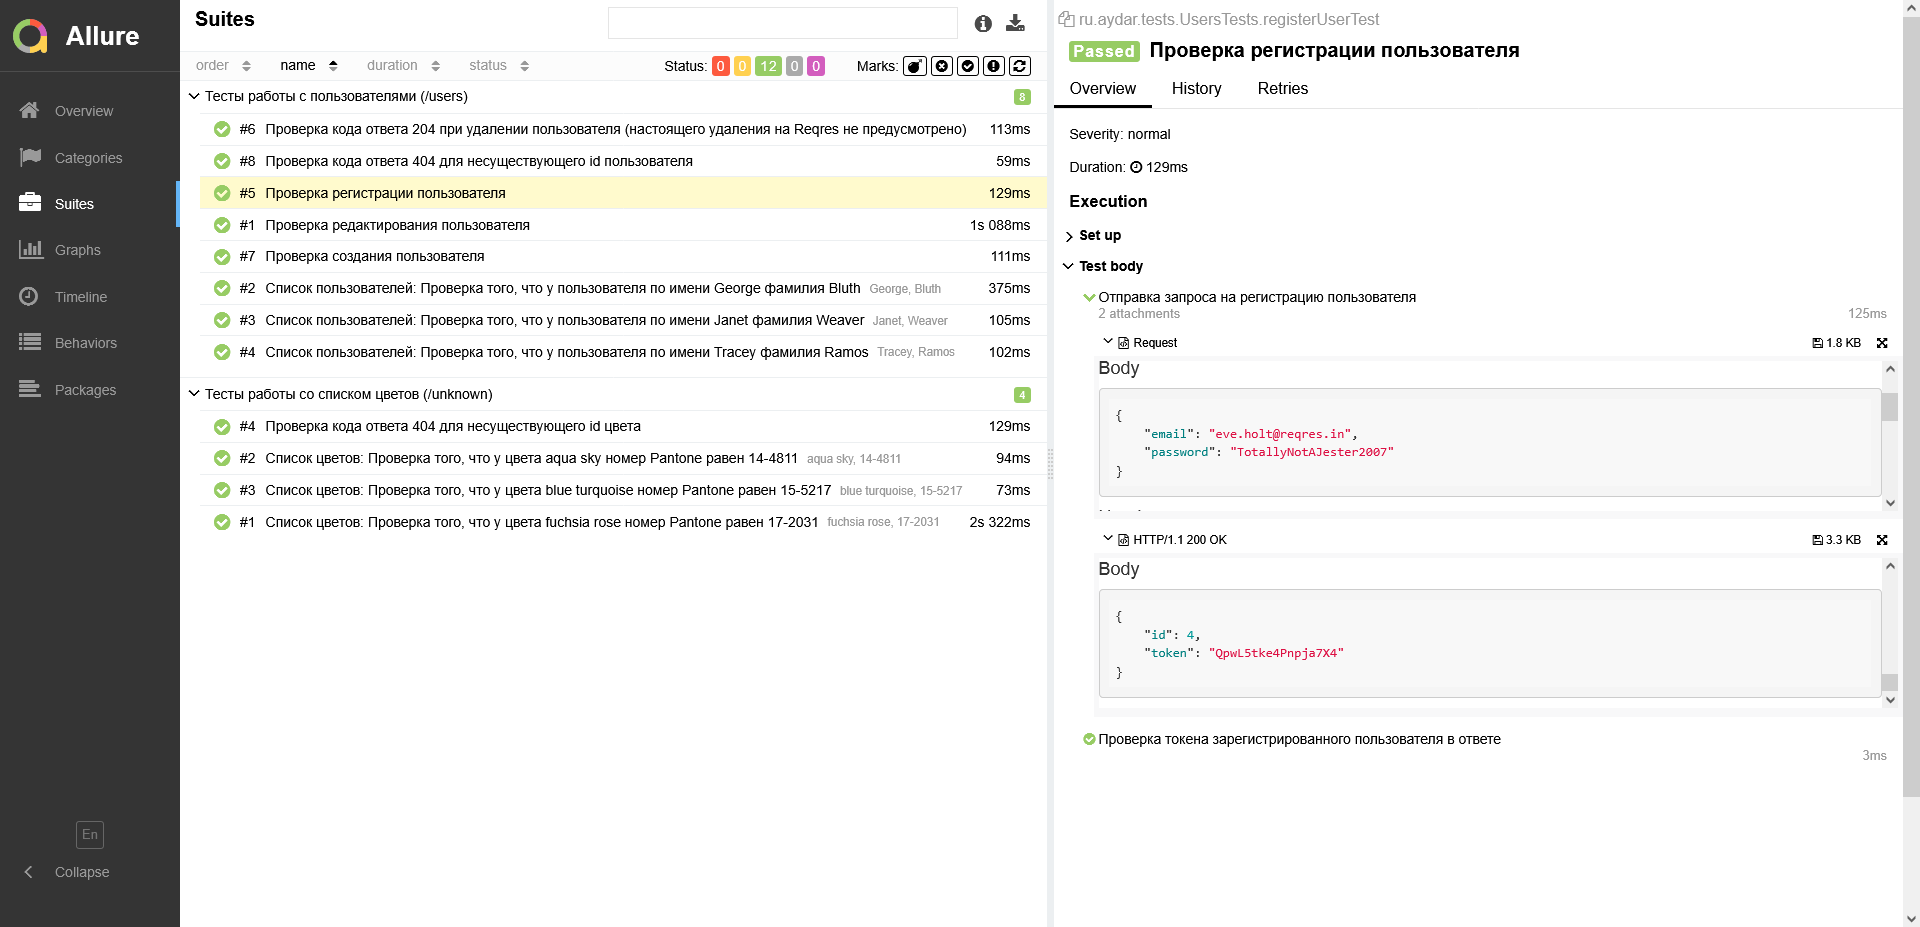 Allure
Overview
Categories
Suites
Graphs
Timeline
Behaviors
Packages
En
Collapse
Suites
order name duration status Status: 0 0 12 0 0 Marks:
Тесты работы с пользователями (/users) 8
#6 Проверка кода ответа 204 при удалении пользователя (настоящего удаления на Reqres не предусмотрено) 113ms
#8 Проверка кода ответа 404 для несуществующего id пользователя 59ms
#5 Проверка регистрации пользователя 129ms
#1 Проверка редактирования пользователя 1s 088ms
#7 Проверка создания пользователя 111ms
#2 Список пользователей: Проверка того, что у пользователя по имени George фамилия Bluth George, Bluth 375ms
#3 Список пользователей: Проверка того, что у пользователя по имени Janet фамилия Weaver Janet, Weaver 105ms
#4 Список пользователей: Проверка того, что у пользователя по имени Tracey фамилия Ramos Tracey, Ramos 102ms
Тесты работы со списком цветов (/unknown) 4
#4 Проверка кода ответа 404 для несуществующего id цвета 129ms
#2 Список цветов: Проверка того, что у цвета aqua sky номер Pantone равен 14-4811 aqua sky, 14-4811 94ms
#3 Список цветов: Проверка того, что у цвета blue turquoise номер Pantone равен 15-5217 blue turquoise, 15-5217 73ms
#1 Список цветов: Проверка того, что у цвета fuchsia rose номер Pantone равен 17-2031 fuchsia rose, 17-2031 2s 322ms
ru.aydar.tests.UsersTests.registerUserTest
Passed Проверка регистрации пользователя
Overview History Retries
Severity: normal
Duration: 129ms
Execution
Set up
Test body
Отправка запроса на регистрацию пользователя
2 attachments 125ms
Request 1.8 KB
Body
{
"email": "eve.holt@reqres.in",
"password": "TotallyNotAJester2007"
}
HTTP/1.1 200 OK 3.3 KB
Body
{
"id": 4,
"token": "QpwL5tke4Pnpja7X4"
}
Проверка токена зарегистрированного пользователя в ответе
3ms